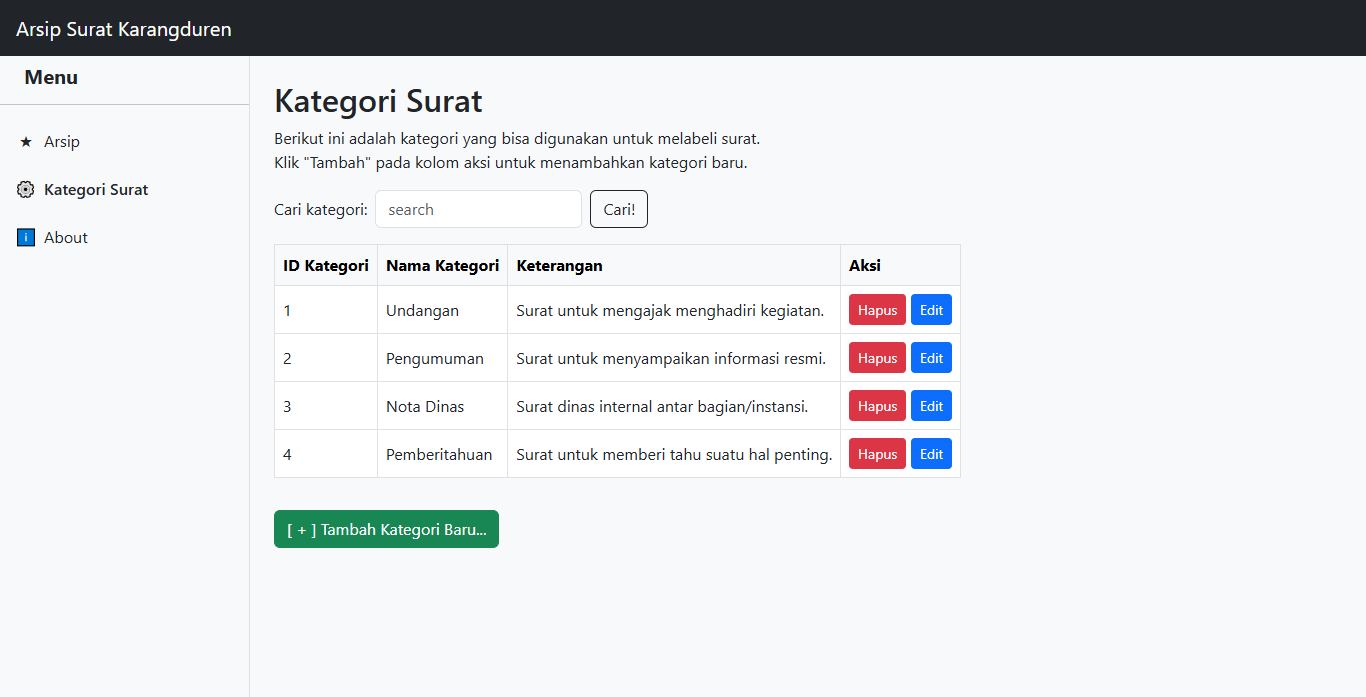 Arsip Surat Karangduren
Menu
★ Arsip
Kategori Surat
About
Kategori Surat
Berikut ini adalah kategori yang bisa digunakan untuk melabeli surat.
Klik "Tambah" pada kolom aksi untuk menambahkan kategori baru.
Cari kategori: search Cari!
ID Kategori Nama Kategori Keterangan Aksi
1 Undangan Surat untuk mengajak menghadiri kegiatan. Hapus Edit
2 Pengumuman Surat untuk menyampaikan informasi resmi. Hapus Edit
3 Nota Dinas Surat dinas internal antar bagian/instansi. Hapus Edit
4 Pemberitahuan Surat untuk memberi tahu suatu hal penting. Hapus Edit
[ + ] Tambah Kategori Baru...